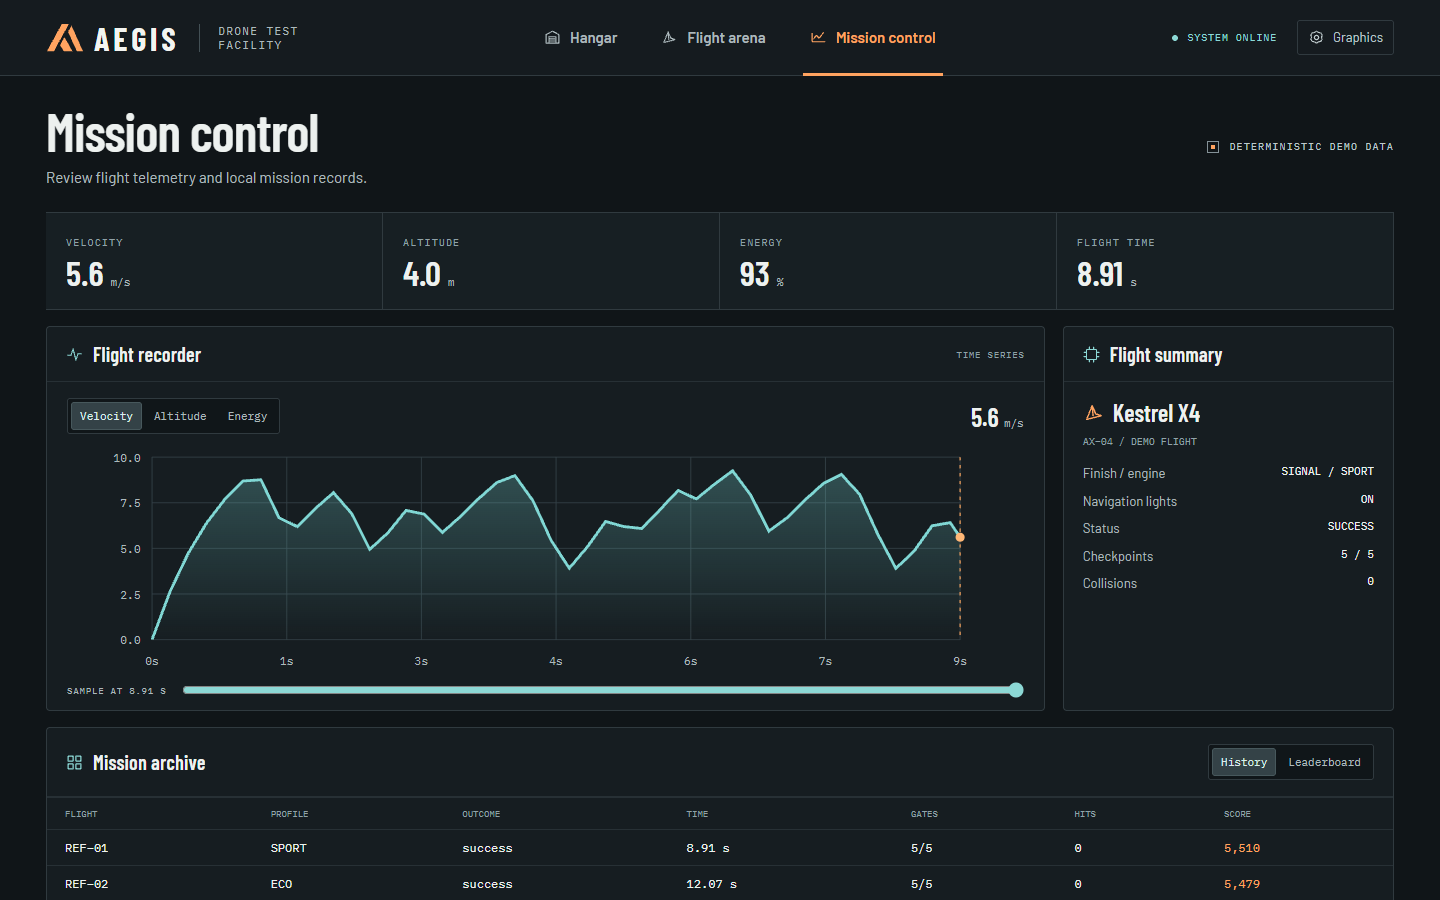 AEGIS
DRONE TEST
FACILITY
Hangar
Flight arena
Mission control
SYSTEM ONLINE
Graphics
Mission control
Review flight telemetry and local mission records.
DETERMINISTIC DEMO DATA
VELOCITY
5.6 m/s
ALTITUDE
4.0 m
ENERGY
93 %
FLIGHT TIME
8.91 s
Flight recorder
TIME SERIES
Velocity
Altitude
Energy
5.6 m/s
10.0
7.5
5.0
2.5
0.0
0s
1s
3s
4s
6s
7s
9s
SAMPLE AT 8.91 S
Flight summary
Kestrel X4
AX-04 / DEMO FLIGHT
Finish / engine SIGNAL / SPORT
Navigation lights ON
Status SUCCESS
Checkpoints 5 / 5
Collisions 0
Mission archive
History
Leaderboard
FLIGHT PROFILE OUTCOME TIME GATES HITS SCORE
REF-01 SPORT success 8.91 s 5/5 0 5,510
REF-02 ECO success 12.07 s 5/5 0 5,479